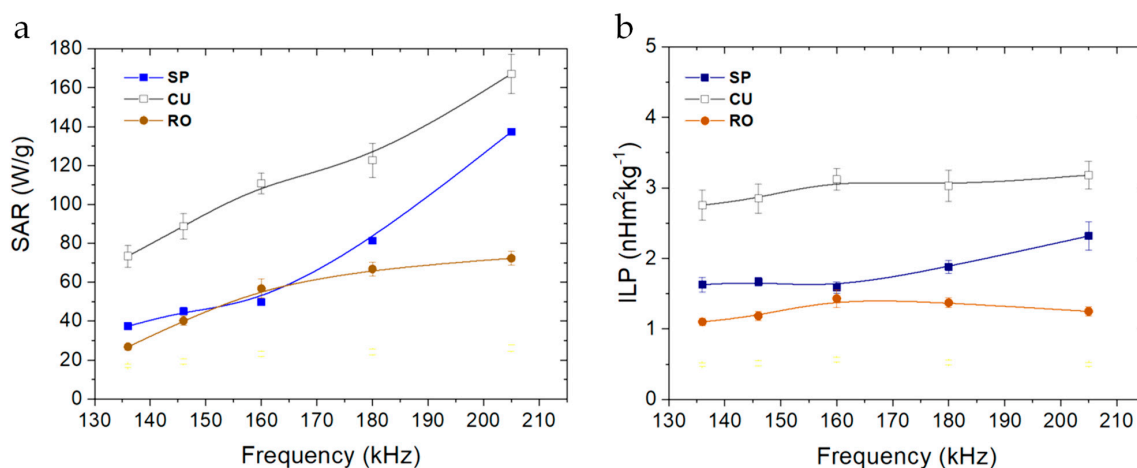 a
SAR (W/g)
180
160
140
120
100
80
60
40
20
0
SP
CU
RO
130 140 150 160 170 180 190 200 210
Frequency (kHz)
b
ILP (nHm²kg⁻¹)
5
4
3
2
1
0
SP
CU
RO
130 140 150 160 170 180 190 200 210
Frequency (kHz)